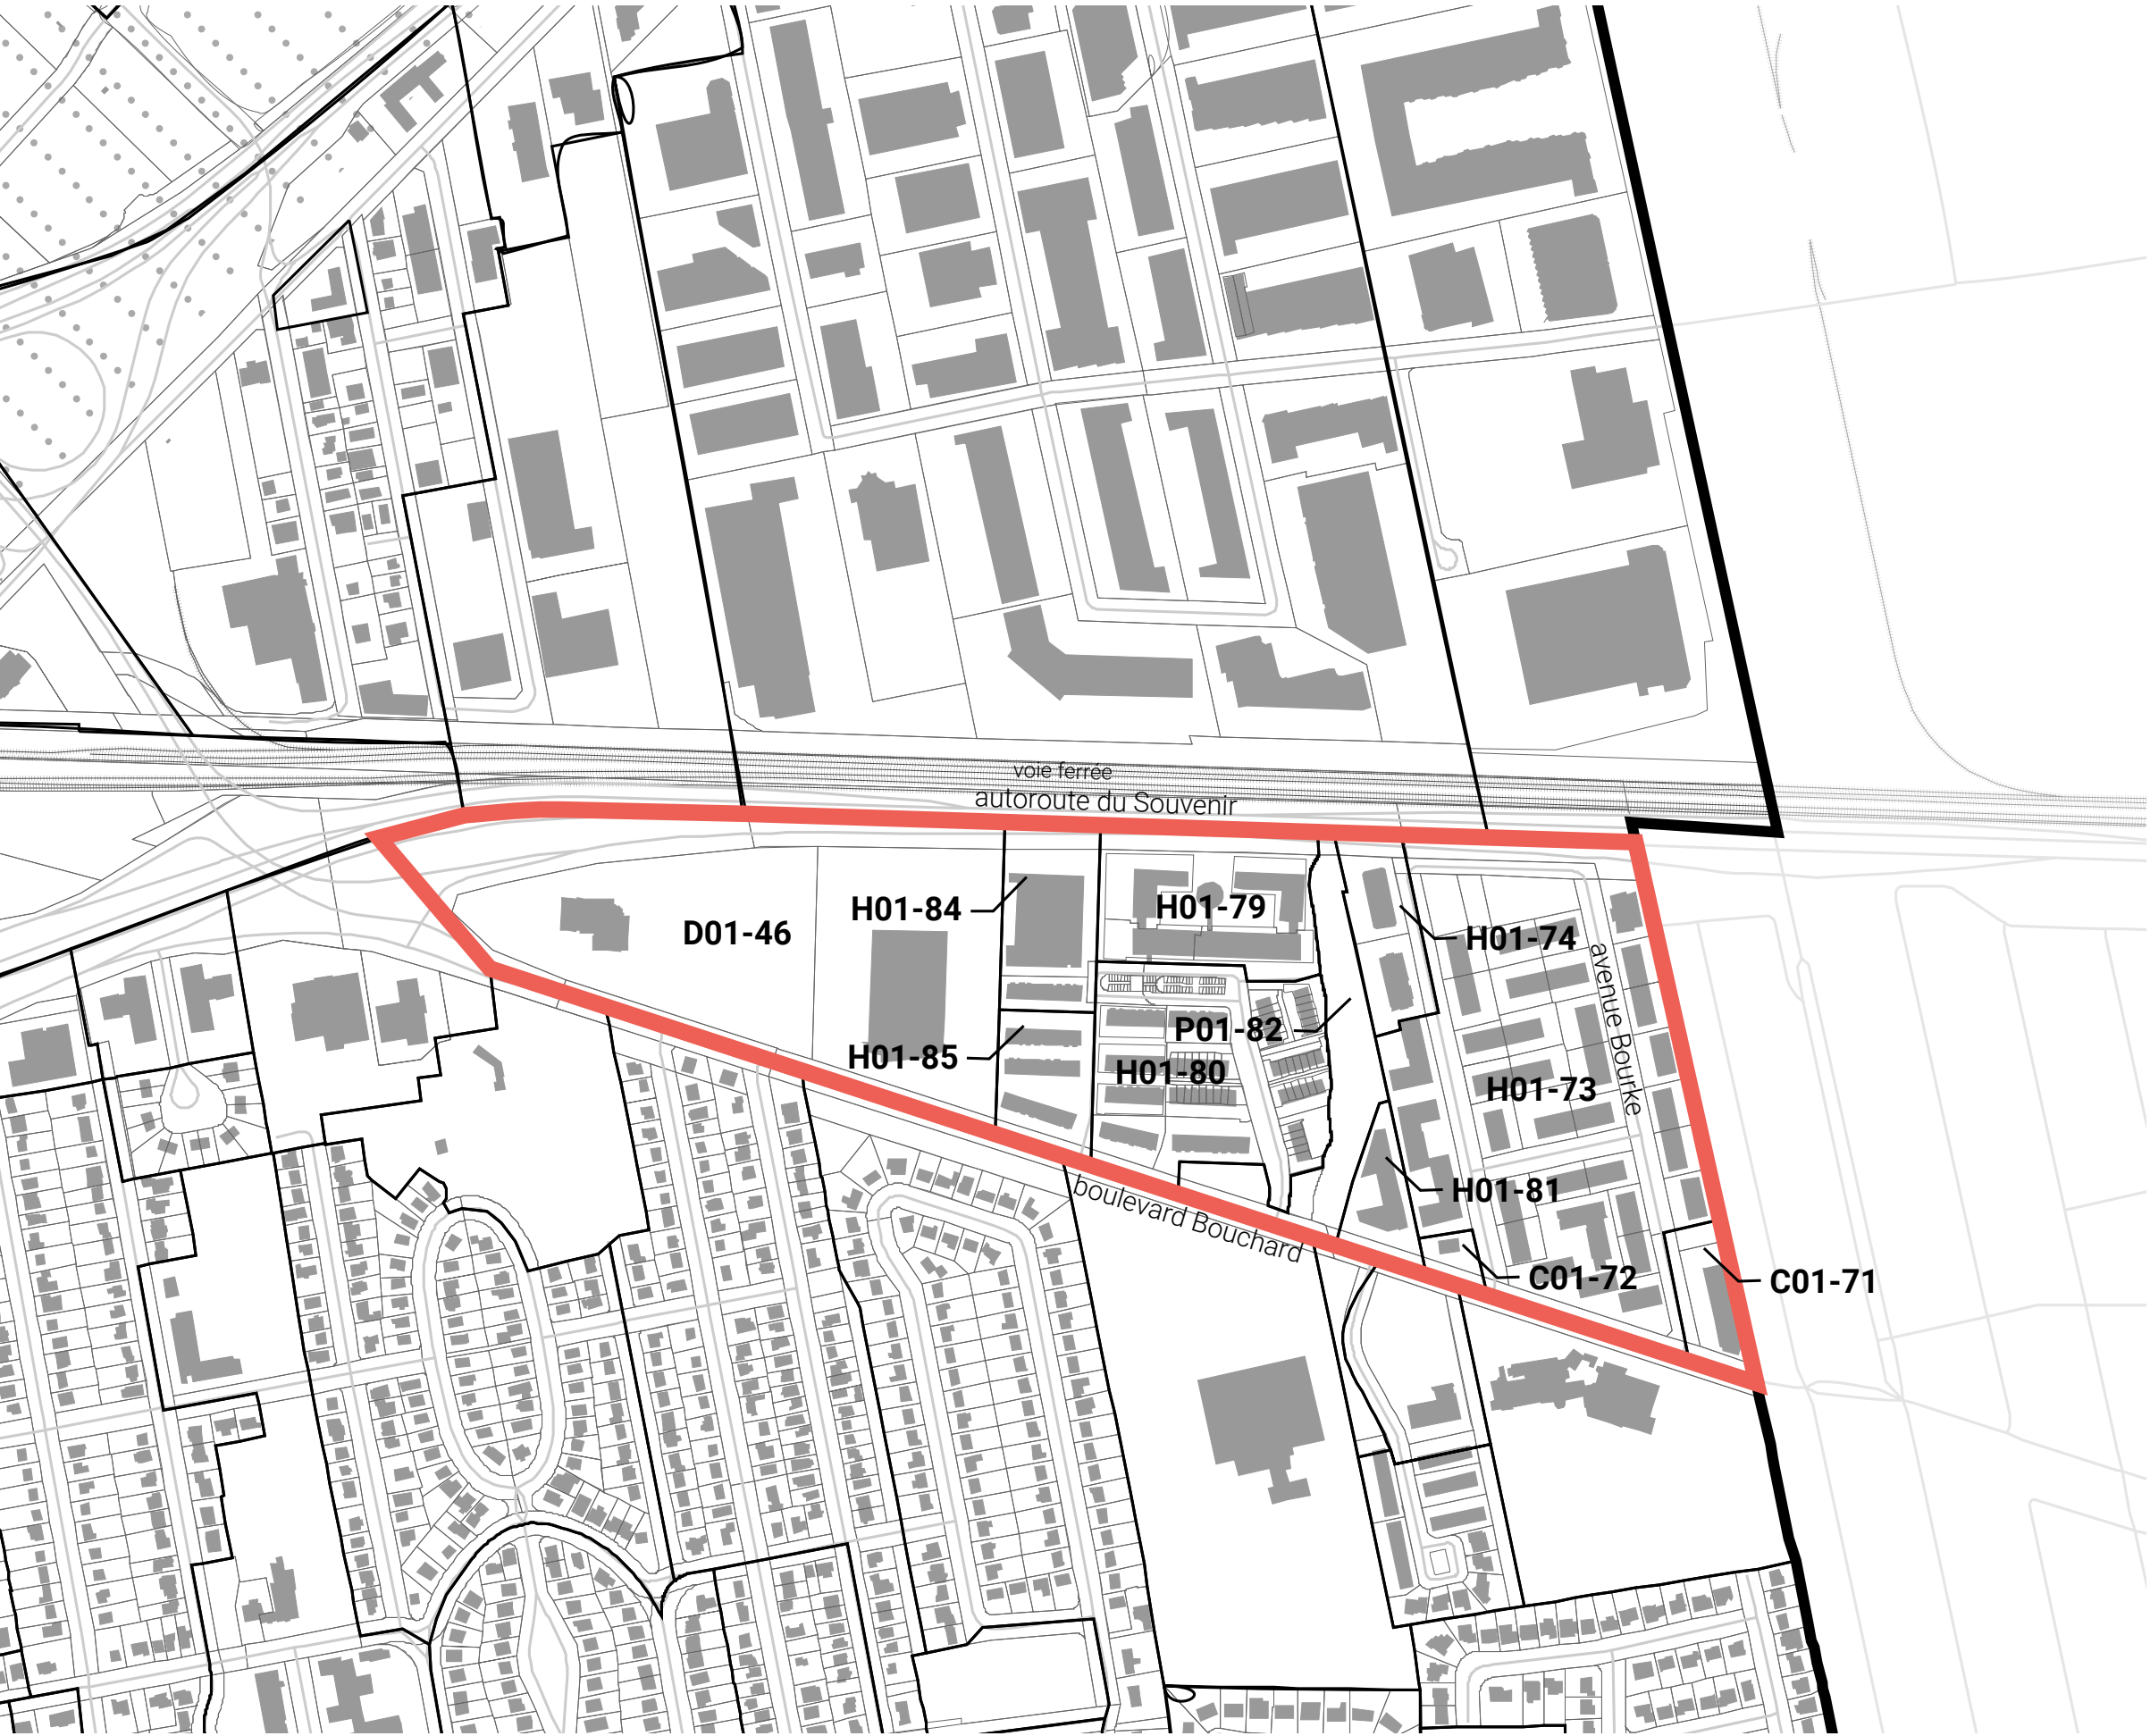 voie ferrée
autoroute du Souvenir
H01-84
H01-79
D01-46
H01-74
avenue Bourke
P01-82
H01-85
H01-80
H01-73
H01-81
boulevard Bouchard
C01-72
C01-71